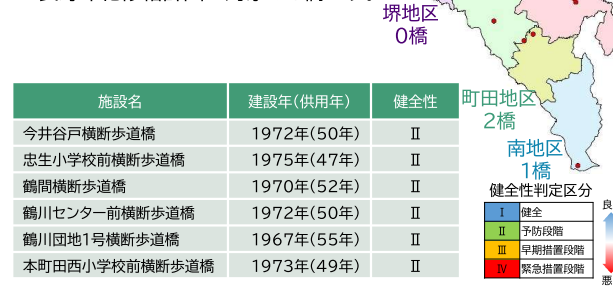 堺地区
0橋
町田地区
2橋
南地区
1橋
施設名 建設年(供用年) 健全性
今井谷戸横断歩道橋 1972年(50年) Ⅱ
忠生小学校前横断歩道橋 1975年(47年) Ⅱ
鶴間横断歩道橋 1970年(52年) Ⅱ
鶴川センター前横断歩道橋 1972年(50年) Ⅱ
鶴川団地1号横断歩道橋 1967年(55年) Ⅱ
本町田西小学校前横断歩道橋 1973年(49年) Ⅱ
健全性判定区分
Ⅰ 健全
Ⅱ 予防段階
Ⅲ 早期措置段階
Ⅳ 緊急措置段階
良
悪